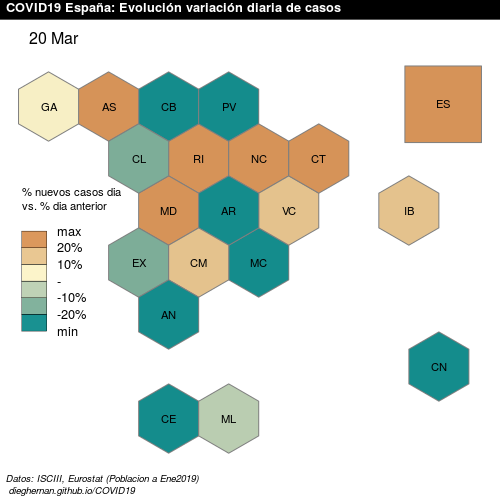 COVID19 España: Evolución variación diaria de casos
20 Mar
GA
AS
CB
PV
ES
CL
RI
NC
CT
% nuevos casos dia
vs. % dia anterior
MD
AR
VC
IB
max
20%
10%
-
-10%
-20%
min
EX
CM
MC
AN
CN
CE
ML
Datos: ISCIII, Eurostat (Poblacion a Ene2019)
dieghernan.github.io/COVID19